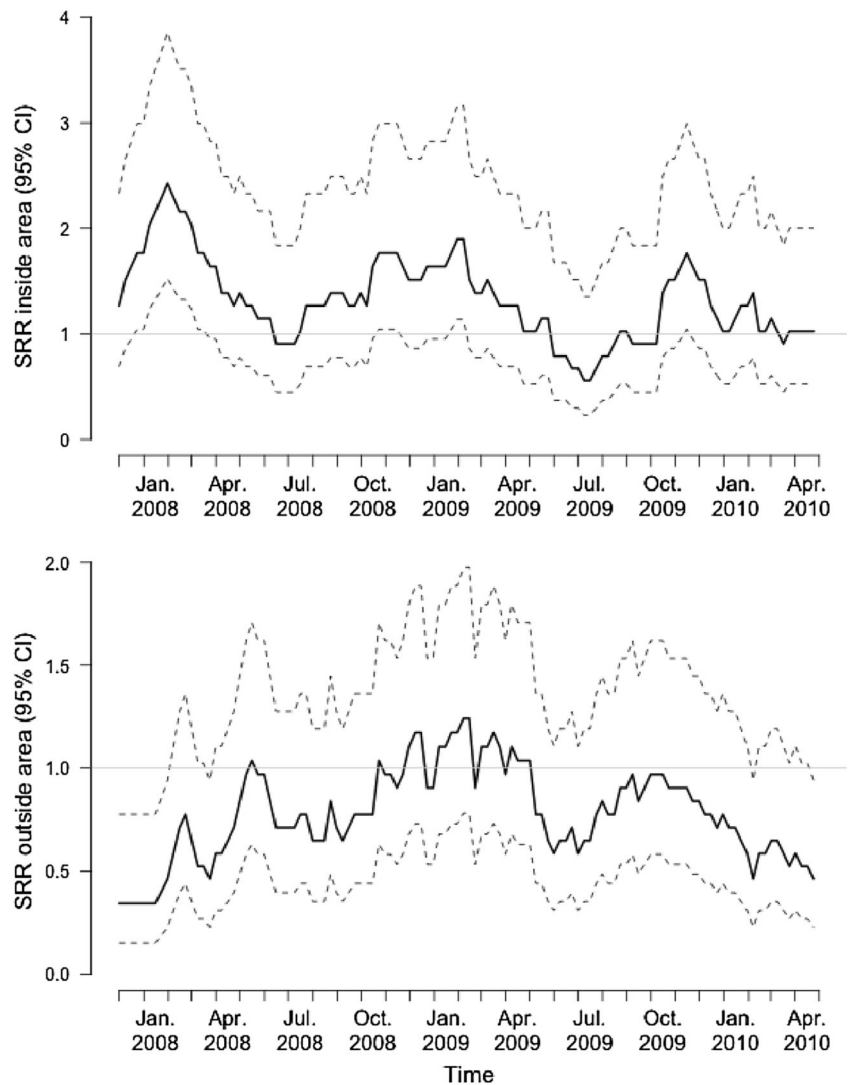 SRR inside area (95% CI)
4
3
2
1
0
Jan. Apr. Jul. Oct. Jan. Apr. Jul. Oct. Jan. Apr.
2008 2008 2008 2008 2009 2009 2009 2009 2010 2010
SRR outside area (95% CI)
2.0
1.5
1.0
0.5
0.0
Jan. Apr. Jul. Oct. Jan. Apr. Jul. Oct. Jan. Apr.
2008 2008 2008 2008 2009 2009 2009 2009 2010 2010
Time